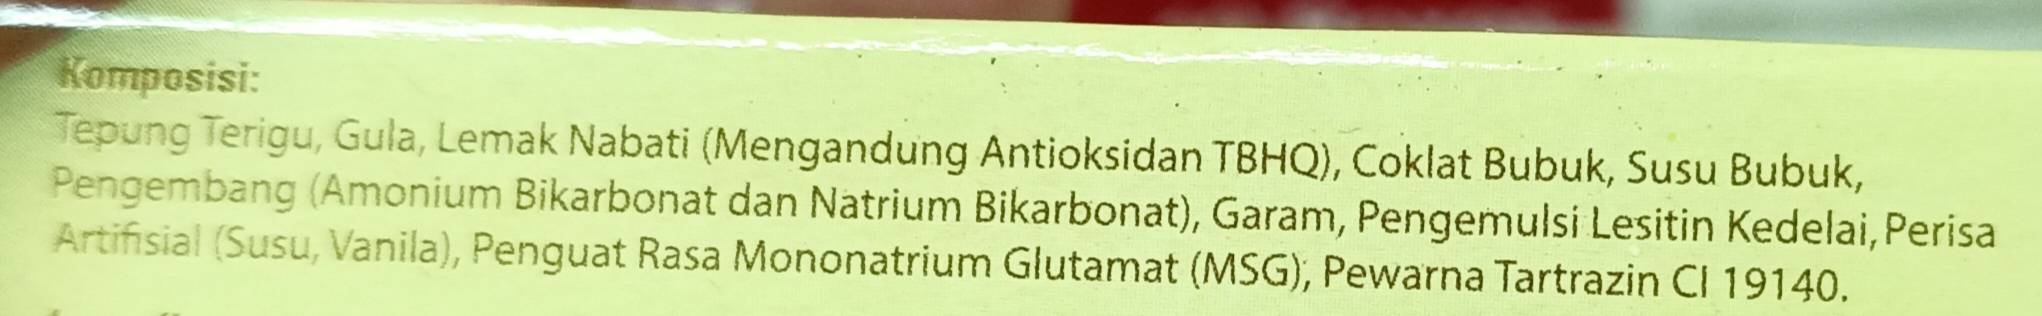 Komposisi:
Tepung Terigu, Gula, Lemak Nabati (Mengandung Antioksidan TBHQ), Coklat Bubuk, Susu Bubuk,
Pengembang (Amonium Bikarbonat dan Natrium Bikarbonat), Garam, Pengemulsi Lesitin Kedelai, Perisa
Artifisial (Susu, Vanila), Penguat Rasa Mononatrium Glutamat (MSG), Pewarna Tartrazin CI 19140.